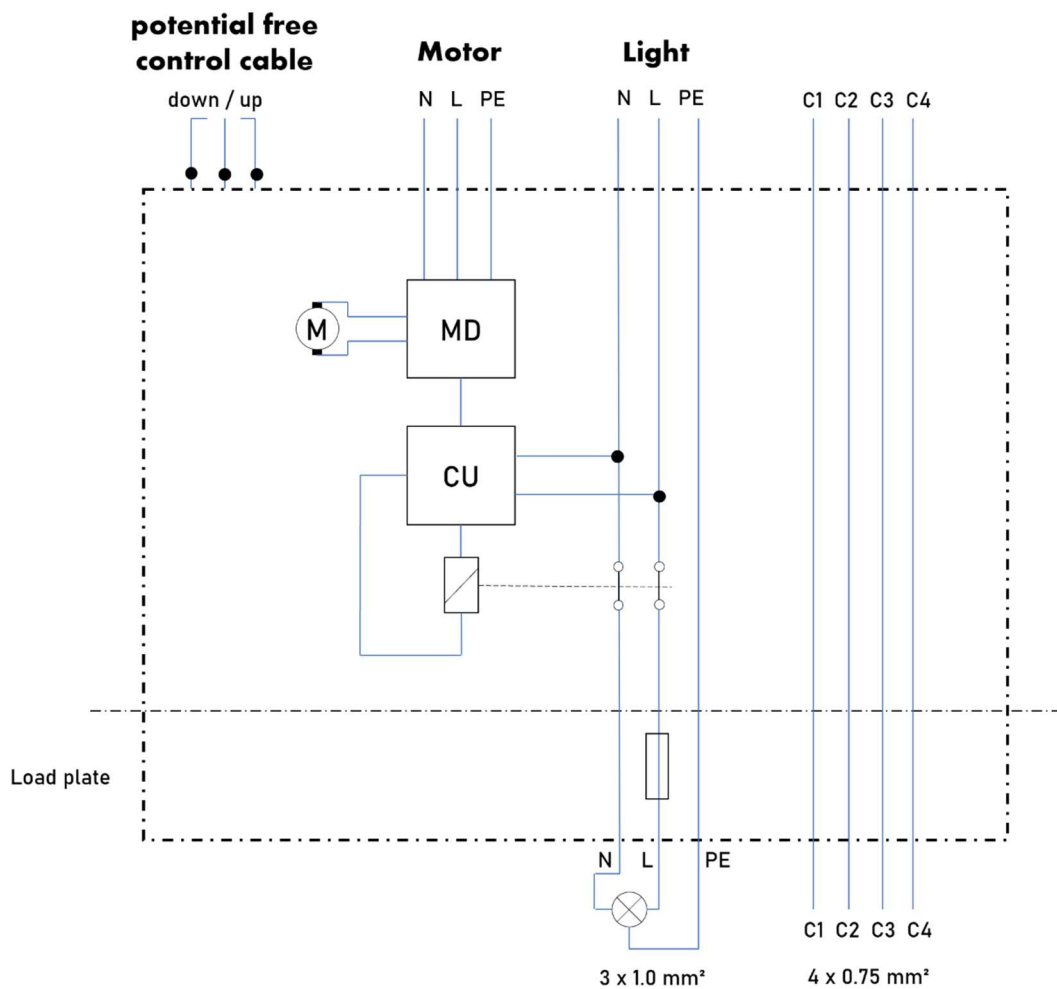 potential free
control cable
Motor
Light
down / up
N L PE
N L PE
C1 C2 C3 C4
M
MD
CU
Load plate
N L PE
C1 C2 C3 C4
3 x 1.0 mm²
4 x 0.75 mm²